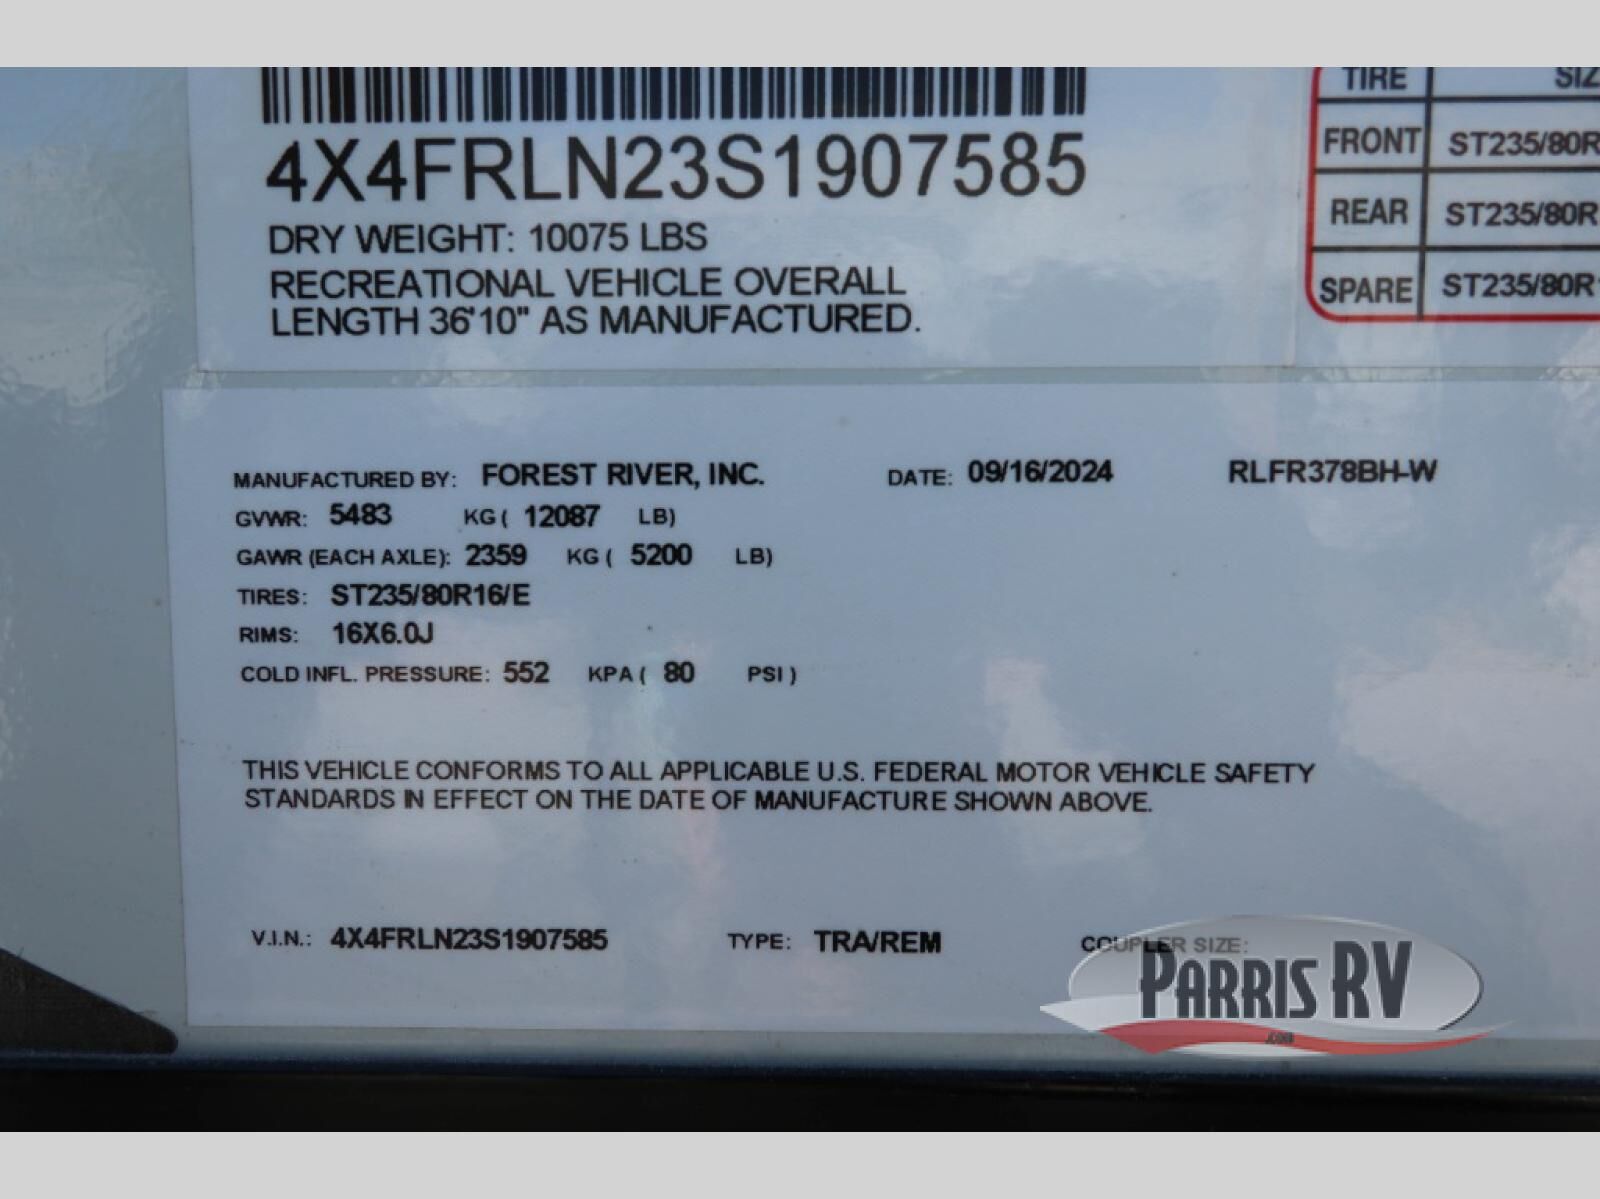 4X4FRLN23S1907585
DRY WEIGHT: 10075 LBS
RECREATIONAL VEHICLE OVERALL
LENGTH 36'10" AS MANUFACTURED.
TIRE SIZ
FRONT ST235/80R
REAR ST235/80R
SPARE ST235/80R
MANUFACTURED BY: FOREST RIVER, INC. DATE: 09/16/2024 RLFR378BH-W
GVWR: 5483 KG ( 12087 LB)
GAWR (EACH AXLE): 2359 KG ( 5200 LB)
TIRES: ST235/80R16/E
RIMS: 16X6.0J
COLD INFL. PRESSURE: 552 KPA ( 80 PSI )
THIS VEHICLE CONFORMS TO ALL APPLICABLE U.S. FEDERAL MOTOR VEHICLE SAFETY
STANDARDS IN EFFECT ON THE DATE OF MANUFACTURE SHOWN ABOVE.
V.I.N.: 4X4FRLN23S1907585 TYPE: TRA/REM COUPLER SIZE:
PARRIS RV
.COM